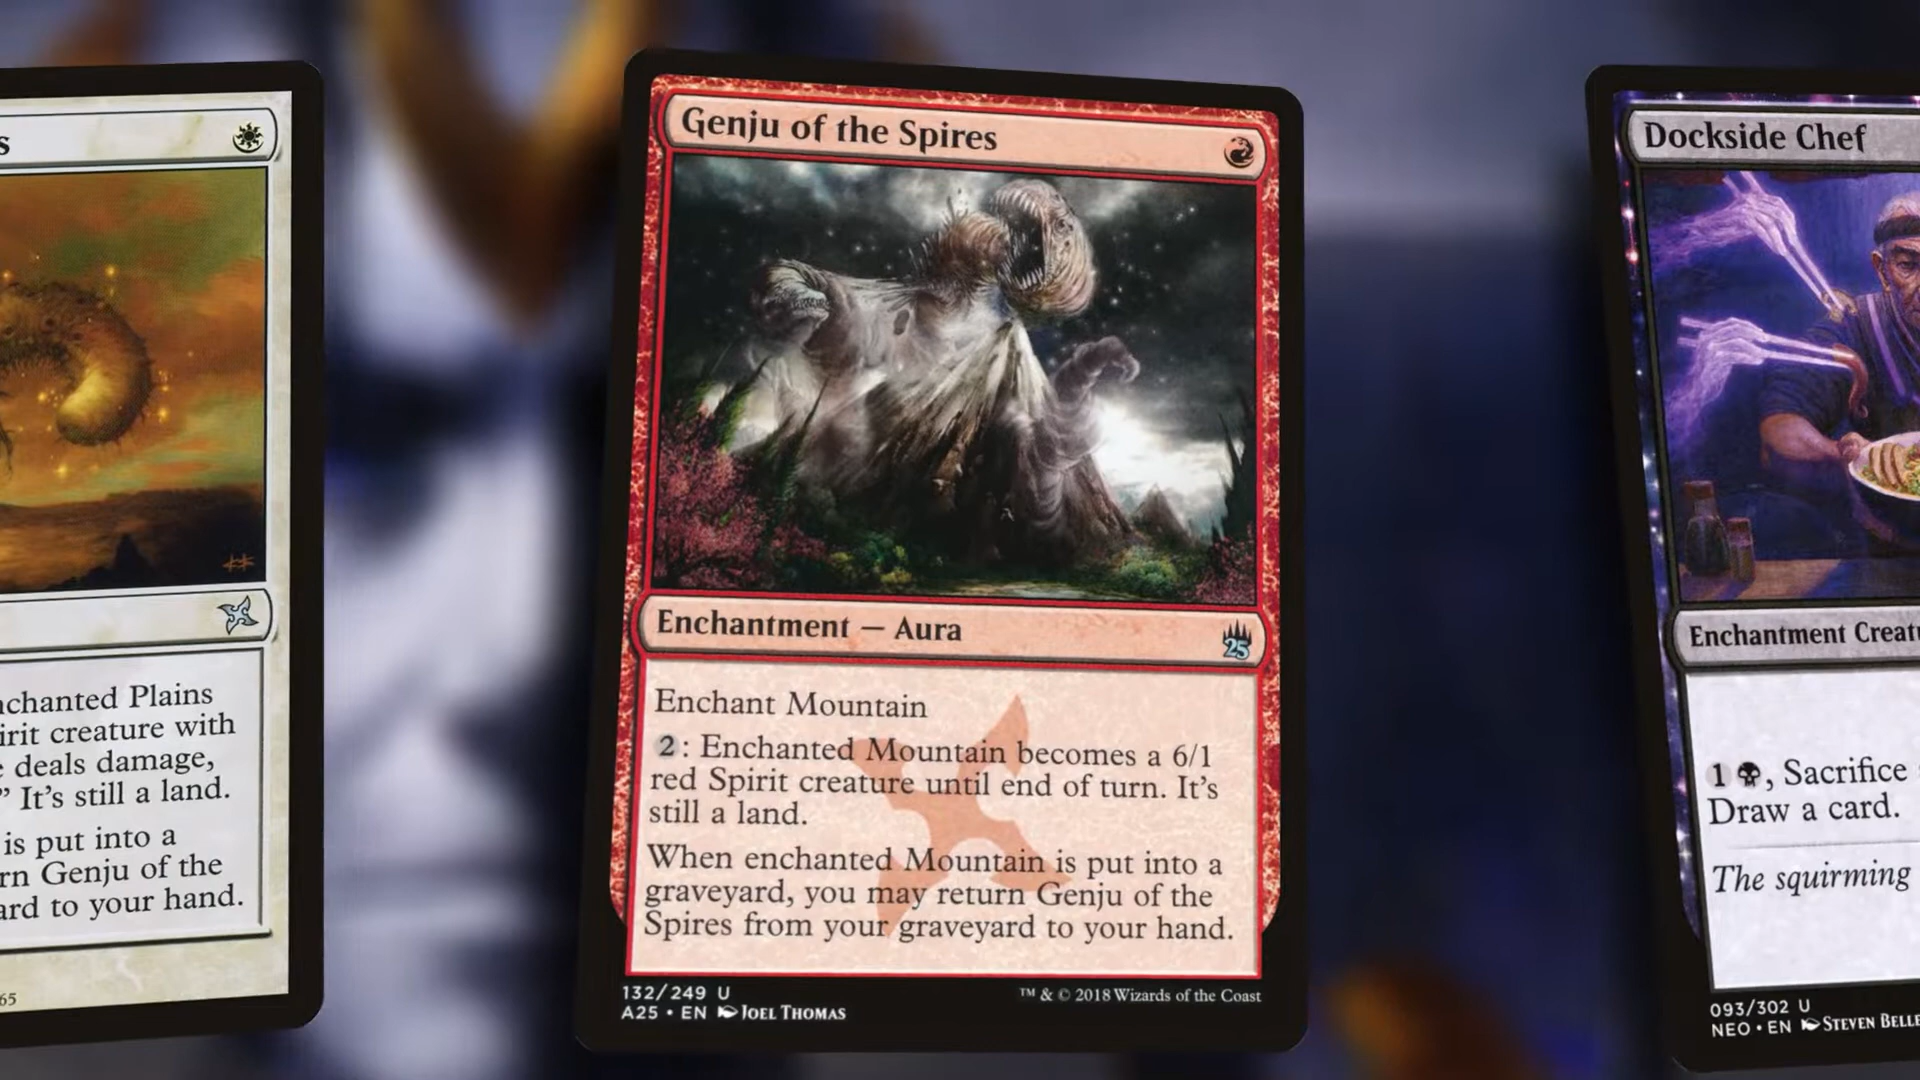 s
nchanted Plains
irit creature with
e deals damage,
” It's still a land.
is put into a
rn Genju of the
ard to your hand.
65
Genju of the Spires
Enchantment — Aura
25
Enchant Mountain
2: Enchanted Mountain becomes a 6/1
red Spirit creature until end of turn. It's
still a land.
When enchanted Mountain is put into a
graveyard, you may return Genju of the
Spires from your graveyard to your hand.
132/249 U
A25 • EN JOEL THOMAS
™ & © 2018 Wizards of the Coast
Dockside Chef
Enchantment Creatu
1, Sacrifice
Draw a card.
The squirming
093/302 U
NEO • EN STEVEN BELLE